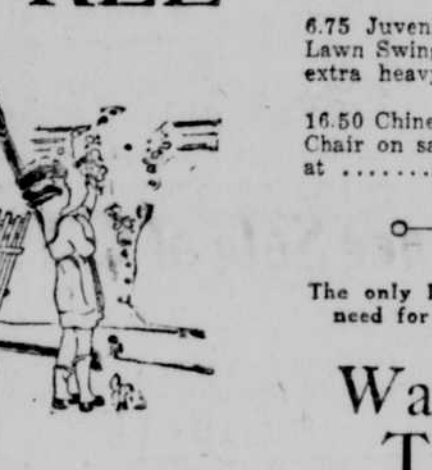 6.75 Juven
Lawn Swing
extra heavy
16.50 Chine
Chair on sa
at ........
The only
need for
Wa
T